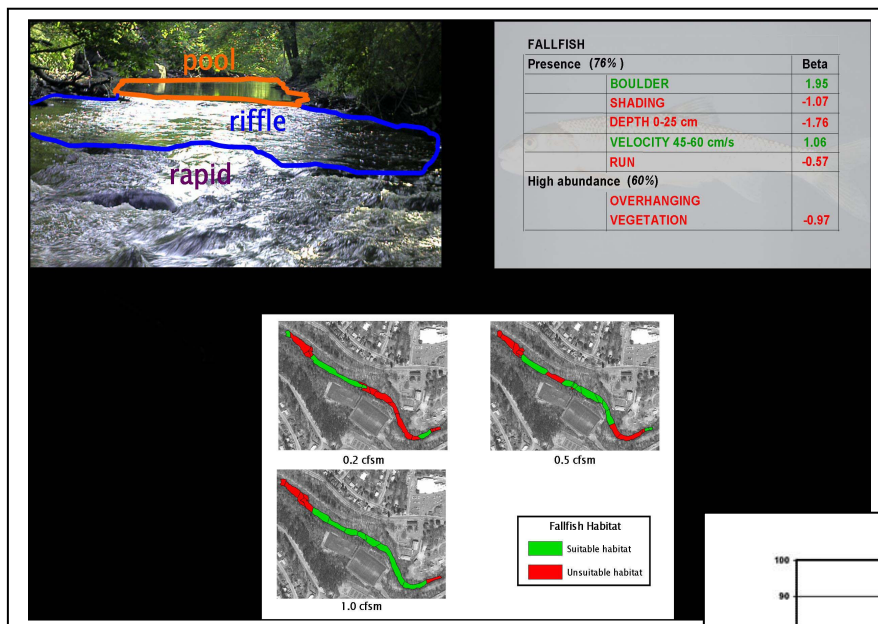 pool
riffle
rapid
FALLFISH
Presence (76%) Beta
BOULDER 1.95
SHADING -1.07
DEPTH 0-25 cm -1.76
VELOCITY 45-60 cm/s 1.06
RUN -0.57
High abundance (60%)
OVERHANGING
VEGETATION -0.97
0.2 cfsm
0.5 cfsm
1.0 cfsm
Fallfish Habitat
Suitable habitat
Unsuitable habitat
100
90